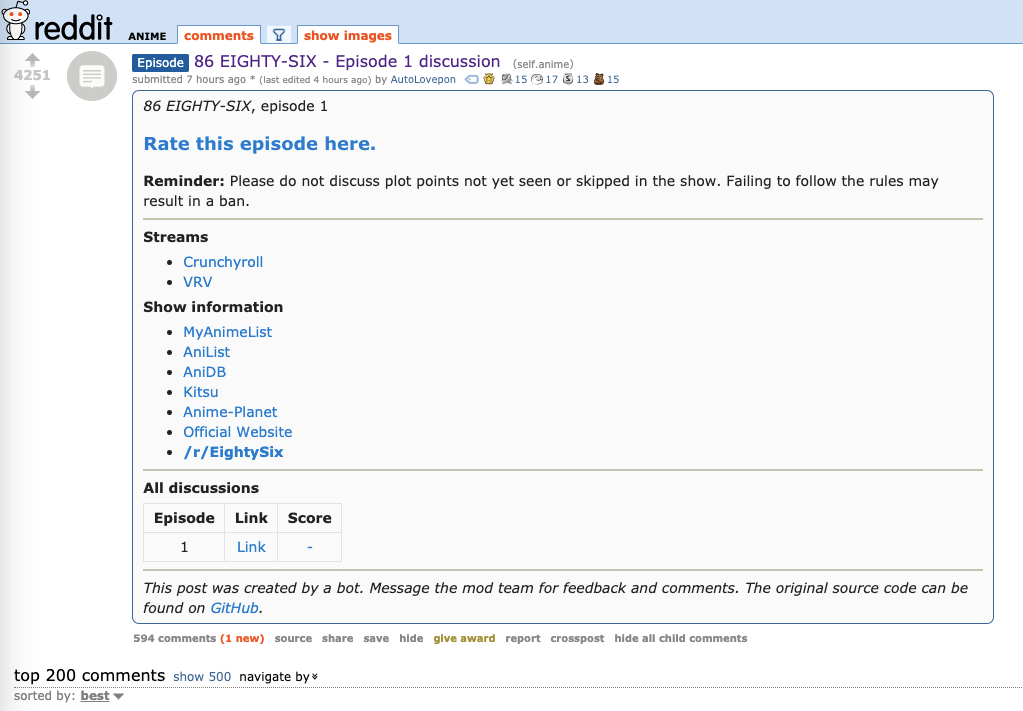 reddit ANIME comments show images
4251
Episode 86 EIGHTY-SIX - Episode 1 discussion (self.anime)
submitted 7 hours ago * (last edited 4 hours ago) by AutoLovepon 15 17 13 15
86 EIGHTY-SIX, episode 1
Rate this episode here.
Reminder: Please do not discuss plot points not yet seen or skipped in the show. Failing to follow the rules may
result in a ban.
Streams
• Crunchyroll
• VRV
Show information
• MyAnimeList
• AniList
• AniDB
• Kitsu
• Anime-Planet
• Official Website
• /r/EightySix
All discussions
Episode Link Score
1 Link -
This post was created by a bot. Message the mod team for feedback and comments. The original source code can be
found on GitHub.
594 comments (1 new) source share save hide give award report crosspost hide all child comments
top 200 comments show 500 navigate by
sorted by: best